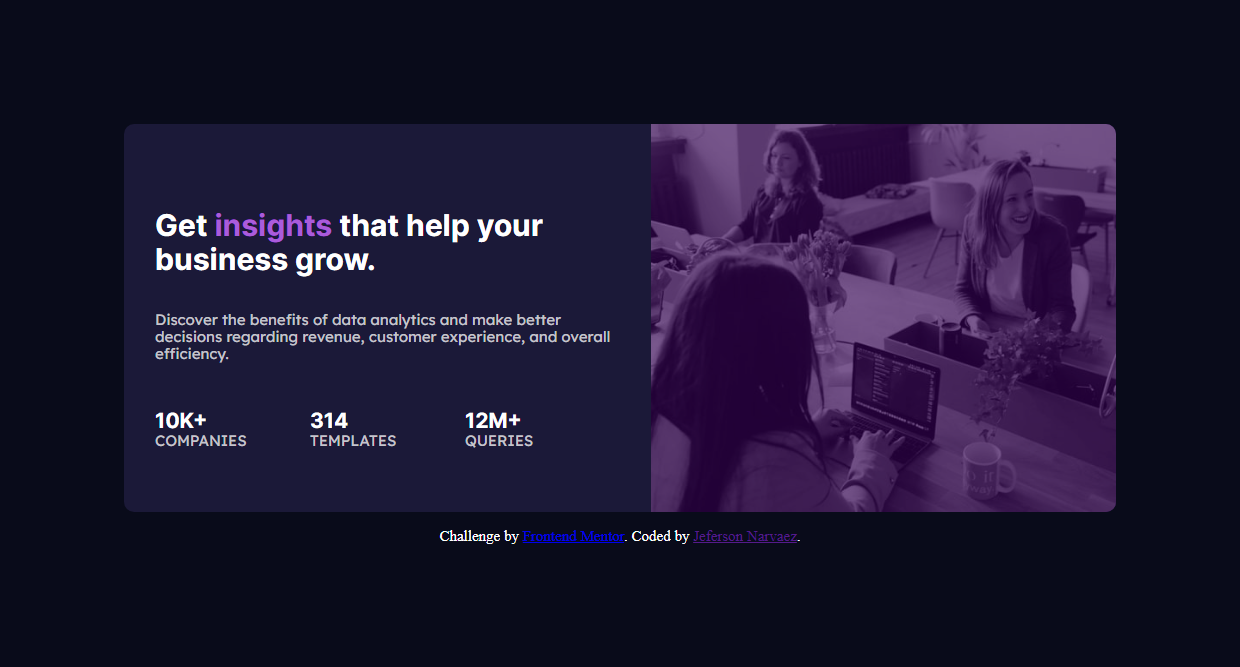 Get insights that help your
business grow.
Discover the benefits of data analytics and make better
decisions regarding revenue, customer experience, and overall
efficiency.
10K+ 314 12M+
COMPANIES TEMPLATES QUERIES
Challenge by Frontend Mentor. Coded by Jeferson Narvaez.